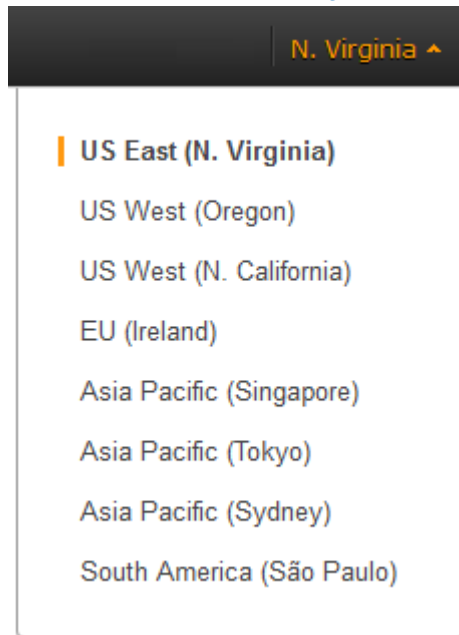 N. Virginia
US East (N. Virginia)
US West (Oregon)
US West (N. California)
EU (Ireland)
Asia Pacific (Singapore)
Asia Pacific (Tokyo)
Asia Pacific (Sydney)
South America (São Paulo)